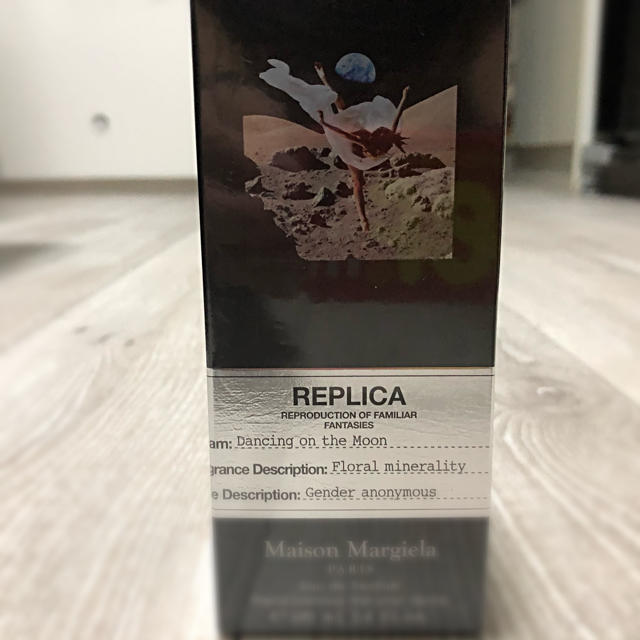 REPLICA
REPRODUCTION OF FAMILIAR
FANTASIES
am: Dancing on the Moon
grance Description: Floral minerality
e Description: Gender anonymous
Maison Margiela
PARIS